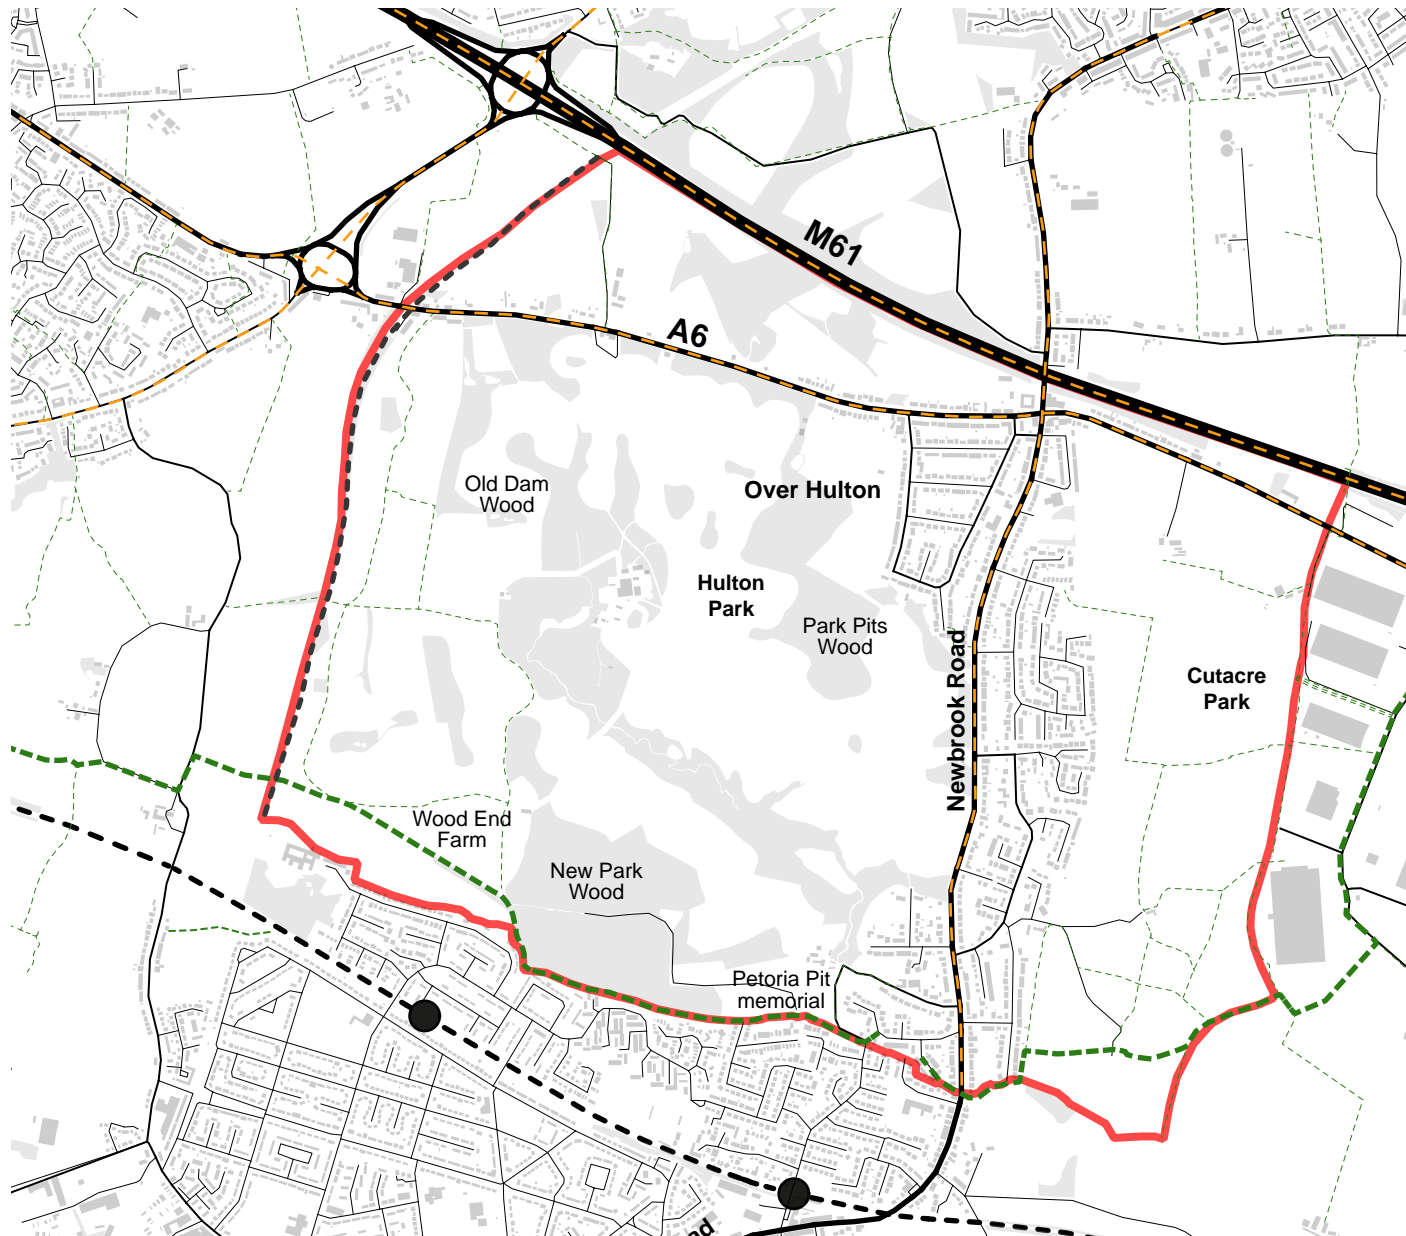 M61
A6
Old Dam
Wood
Over Hulton
Hulton
Park
Park Pits
Wood
Newbrook Road
Cutacre
Park
Wood End
Farm
New Park
Wood
Petoria Pit
memorial